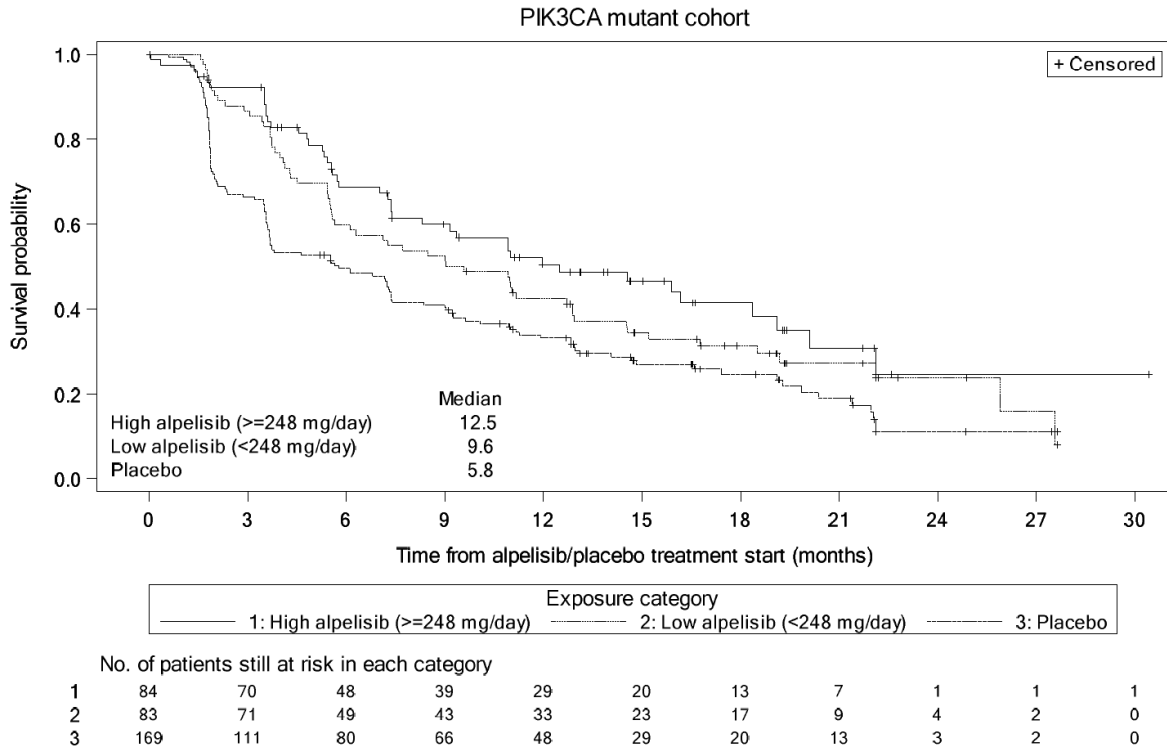 PIK3CA mutant cohort
+ Censored
1.0
0.8
0.6
0.4
0.2
0.0
Survival probability
Median
High alpelisib (>=248 mg/day) 12.5
Low alpelisib (<248 mg/day) 9.6
Placebo 5.8
0 3 6 9 12 15 18 21 24 27 30
Time from alpelisib/placebo treatment start (months)
Exposure category
1: High alpelisib (>=248 mg/day) 2: Low alpelisib (<248 mg/day) 3: Placebo
No. of patients still at risk in each category
1 84 70 48 39 29 20 13 7 1 1 1
2 83 71 49 43 33 23 17 9 4 2 0
3 169 111 80 66 48 29 20 13 3 2 0